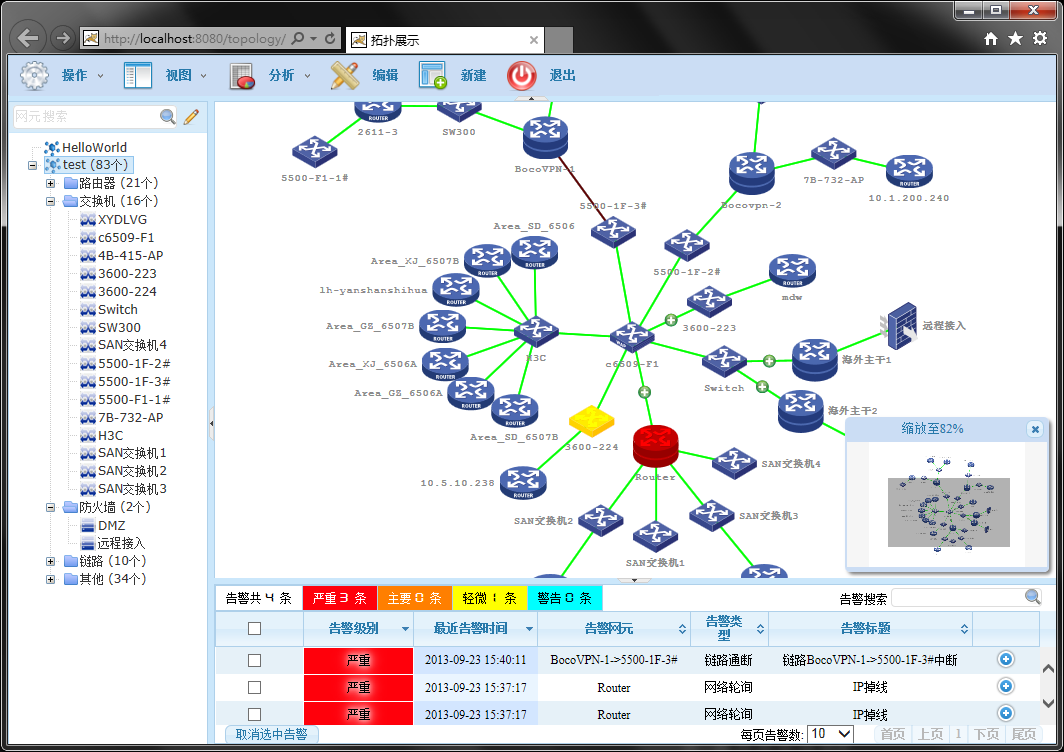 http://localhost:8080/topology/
拓扑展示
操作 视图 分析 编辑 新建 退出
网元搜索
HelloWorld
test (83个)
路由器 (21个)
交换机 (16个)
XYDLVG
c6509-F1
4B-415-AP
3600-223
3600-224
Switch
SW300
SAN交换机4
5500-1F-2#
5500-1F-3#
5500-F1-1#
7B-732-AP
H3C
SAN交换机1
SAN交换机2
SAN交换机3
防火墙 (2个)
DMZ
远程接入
链路 (10个)
其他 (34个)
ROUTER
2611-3
SW300
5500-F1-1#
BocoVPN-1
7B-732-AP
ROUTER
10.1.200.240
Bocovpn-2
5500-1F-3#
Area_SD_6506
ROUTER
Area_XJ_6507B
ROUTER
5500-1F-2#
ROUTER
mdw
lh-yanshanshihua
ROUTER
3600-223
Area_GZ_6507B
ROUTER
远程接入
H3C
c6509-F1
海外主干1
Area_XJ_6506A
ROUTER
Switch
Area_GZ_6506A
ROUTER
海外主干2
ROUTER
Area_SD_6507B
3600-224
Router
SAN交换机4
10.5.10.238
ROUTER
SAN交换机2
SAN交换机3
SAN交换机1
缩放至82%
告警共 4 条 严重 3 条 主要 0 条 轻微 1 条 警告 0 条 告警搜索
告警级别 最近告警时间 告警网元 告警类型 告警标题
严重 2013-09-23 15:40:11 BocoVPN-1->5500-1F-3# 链路通断 链路BocoVPN-1->5500-1F-3#中断
严重 2013-09-23 15:37:17 Router 网络轮询 IP掉线
严重 2013-09-23 15:37:17 Router 网络轮询 IP掉线
取消选中告警 每页告警数: 10 首页 上页 1 下页 尾页